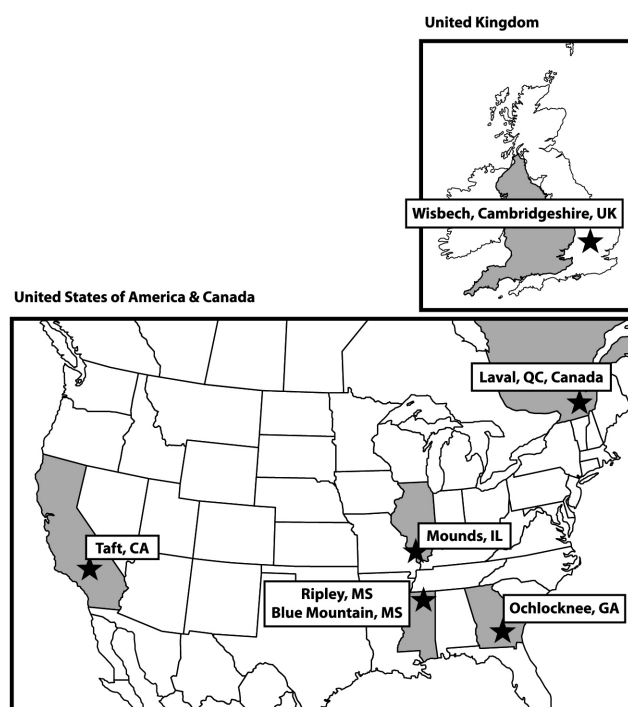 United Kingdom
Wisbech, Cambridgeshire, UK
United States of America & Canada
Laval, QC, Canada
Mounds, IL
Taft, CA
Ripley, MS
Blue Mountain, MS
Ochlocknee, GA